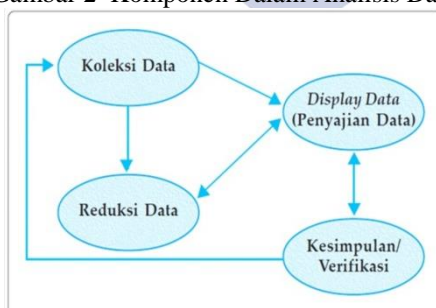 Gambar 2 Komponen Dalam Analisis Da
Koleksi Data
Display Data
(Penyajian Data)
Reduksi Data
Kesimpulan/
Verifikasi